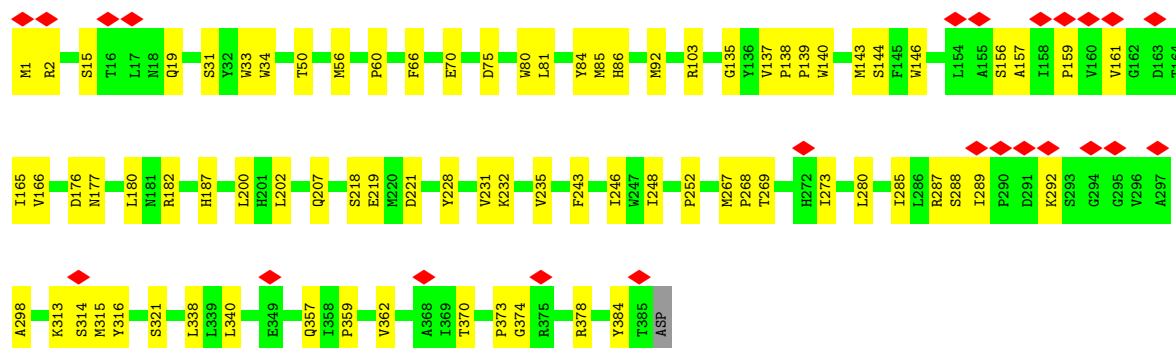 M1 R2 S15 T16 L17 N18 Q19 S31 Y32 W33 W34 T50 M56 P60 F66 E70 D75 W80 L81 Y84 M85 H86 M92 R103 G135 Y136 V137 P138 P139 W140 M143 S144 F145 W146 L154 A155 S156 A157 I158 P159 V160 V161 G162 D163 T164
I165 V166 D176 N177 L180 N181 R182 H187 L200 H201 L202 Q207 S218 E219 M220 D221 Y228 V231 K232 V235 F243 I246 W247 I248 P252 M267 P268 T269 H272 I273 L280 I285 L286 R287 S288 I289 P290 D291 K292 S293 G294 G295 V296 A297
A298 K313 S314 M315 Y316 S321 L338 L339 L340 E349 Q357 I358 P359 V362 A368 I369 T370 P373 G374 R375 R378 Y384 T385 ASP